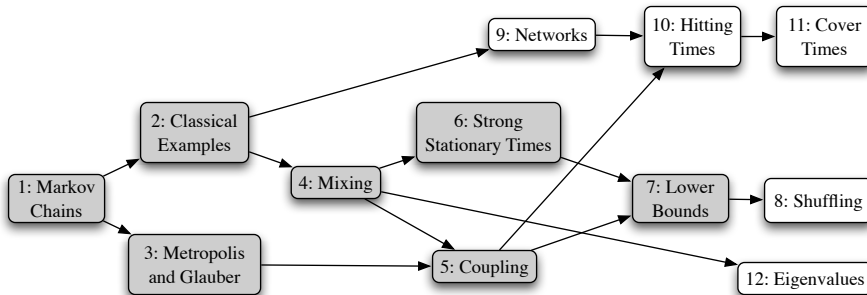 1: Markov
Chains
2: Classical
Examples
3: Metropolis
and Glauber
4: Mixing
5: Coupling
6: Strong
Stationary Times
7: Lower
Bounds
8: Shuffling
9: Networks
10: Hitting
Times
11: Cover
Times
12: Eigenvalues